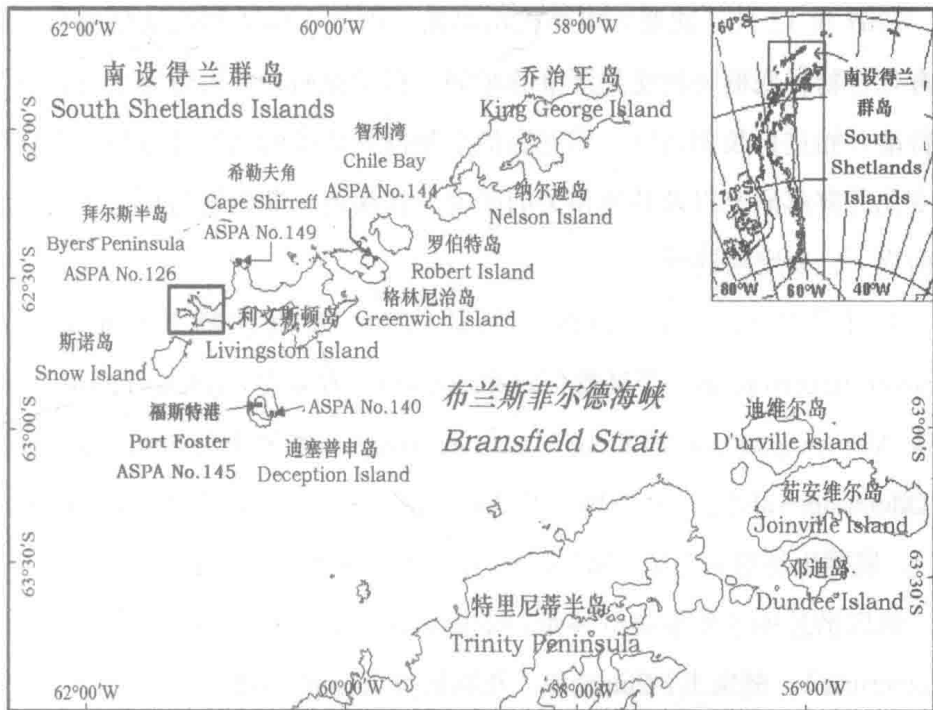 62°00′W
60°00′W
58°00′W
南设得兰群岛
South Shetlands Islands
乔治王岛
King George Island
62°00′S
智利湾
Chile Bay
ASPA No.144
希勒夫角
Cape Shirreff
ASPA No.149
纳尔逊岛
Nelson Island
拜尔斯半岛
Byers Peninsula
ASPA No.126
罗伯特岛
Robert Island
62°30′S
格林尼治岛
Greenwich Island
利文斯顿岛
Livingston Island
斯诺岛
Snow Island
福斯特港
Port Foster
ASPA No.145
ASPA No.140
迪塞普申岛
Deception Island
布兰斯菲尔德海峡
Bransfield Strait
63°00′S
迪维尔岛
D'urville Island
63°00′S
茹安维尔岛
Joinville Island
邓迪岛
Dundee Island
63°30′S
63°30′S
特里尼蒂半岛
Trinity Peninsula
62°00′W
60°00′W
58°00′W
56°00′W
60°S
南设得兰
群岛
South
Shetlands
Islands
70°S
80°W
60°W
40°W